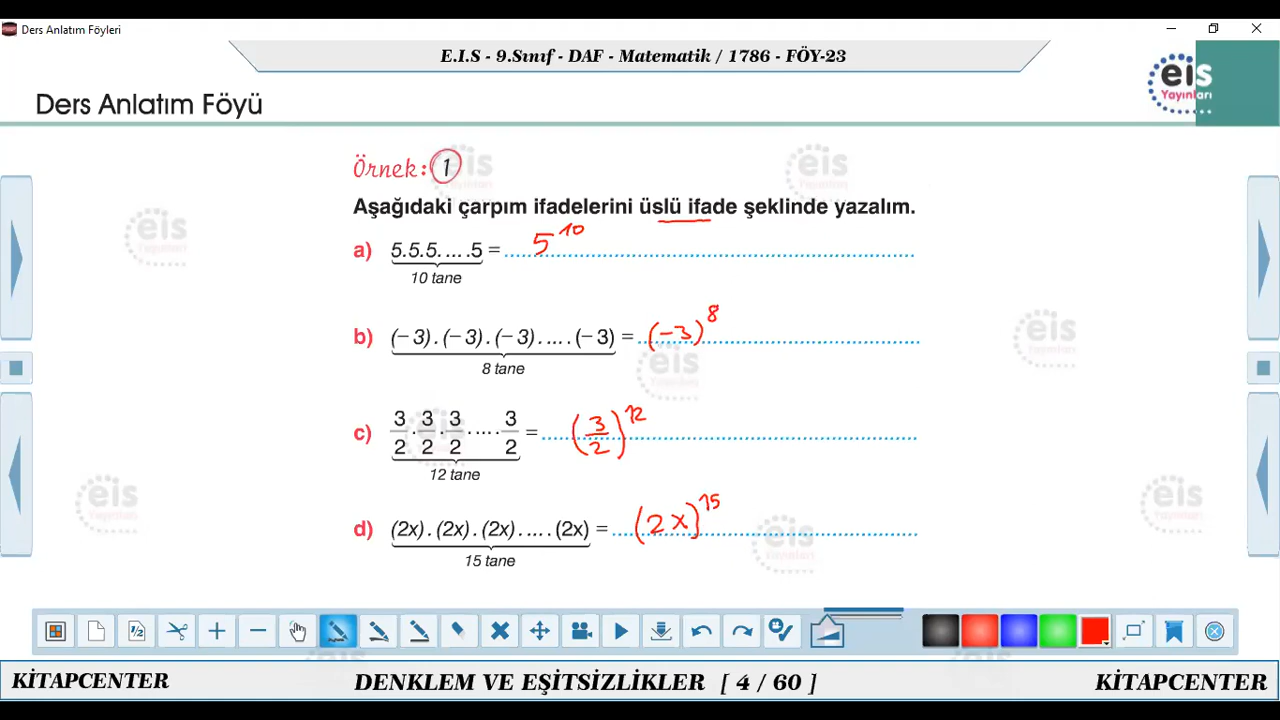 Ders Anlatım Föyleri
E.I.S - 9.Sınıf - DAF - Matematik / 1786 - FÖY-23
eis
Yayınları
Ders Anlatım Föyü
Örnek: 1
Aşağıdaki çarpım ifadelerini üslü ifade şeklinde yazalım.
a) 5.5.5. ... .5 = 5^10
10 tane
b) (−3) . (−3) . (−3) . ... . (−3) = (−3)^8
8 tane
c) 3/2 · 3/2 · 3/2 · ... · 3/2 = (3/2)^12
12 tane
d) (2x) . (2x) . (2x) . ... . (2x) = (2x)^15
15 tane
KİTAPCENTER DENKLEM VE EŞİTSİZLİKLER [ 4 / 60 ] KİTAPCENTER